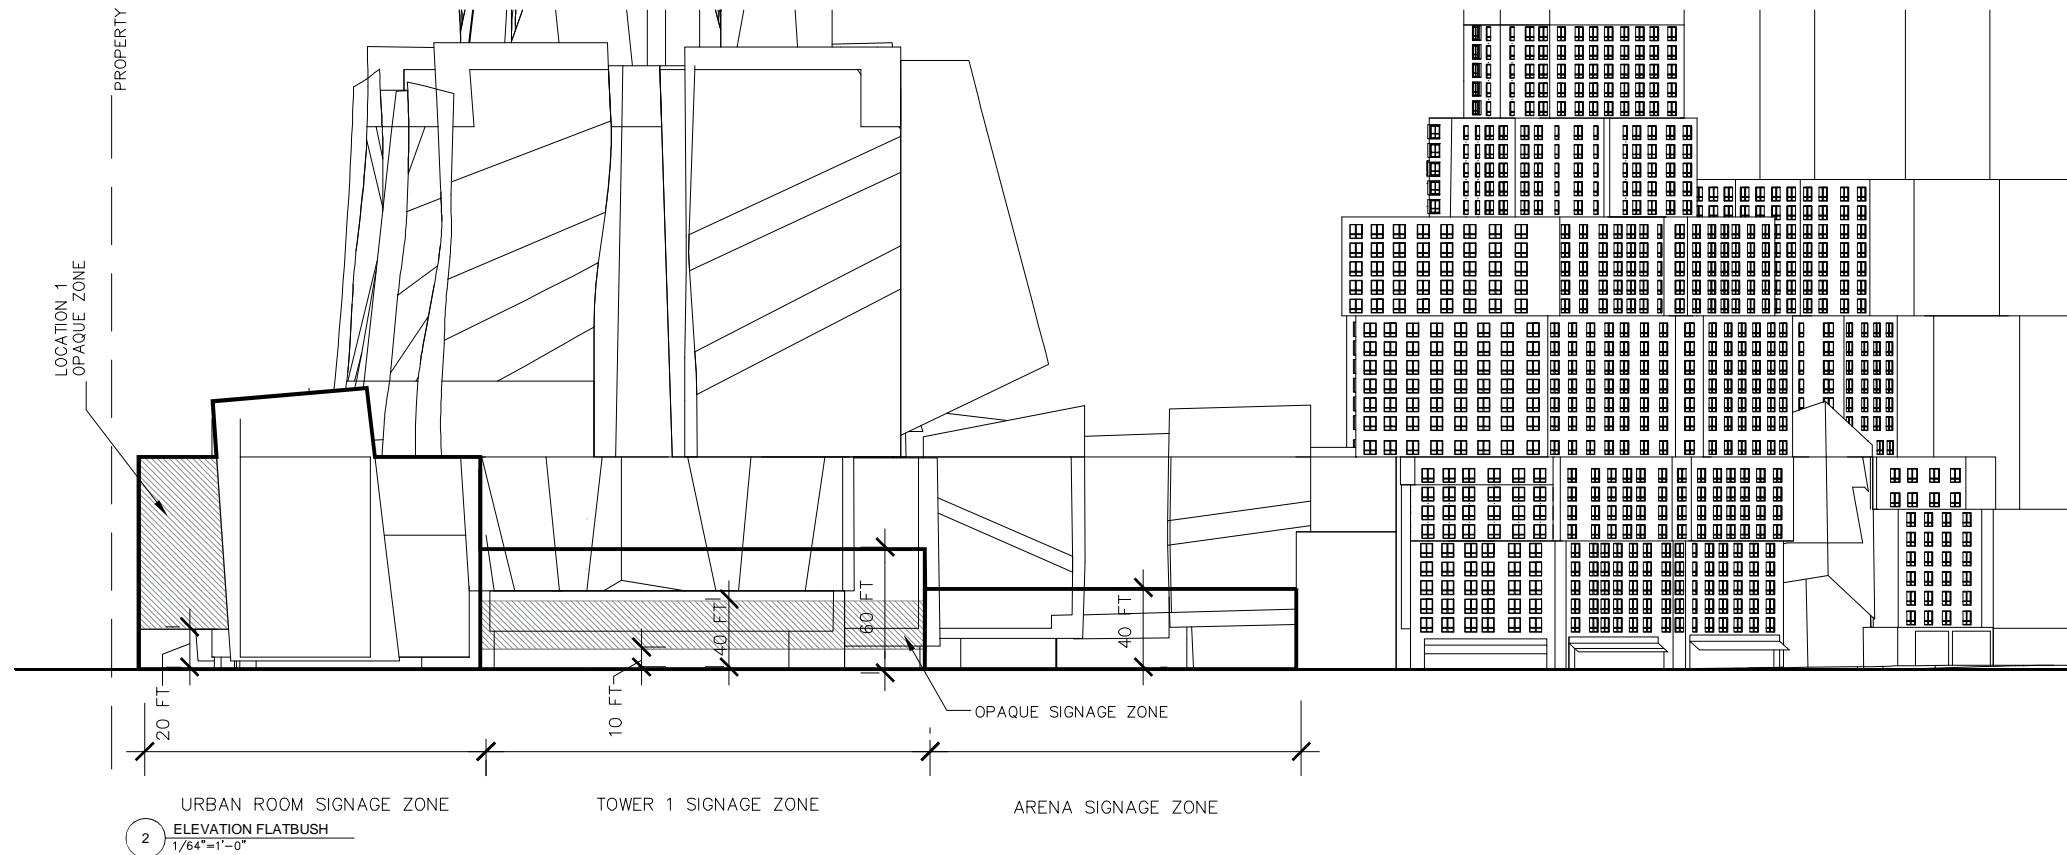 PROPERTY
LOCATION 1
OPAQUE ZONE
60 FT
40 FT
40 FT
20 FT
10 FT
OPAQUE SIGNAGE ZONE
URBAN ROOM SIGNAGE ZONE
TOWER 1 SIGNAGE ZONE
ARENA SIGNAGE ZONE
2
ELEVATION FLATBUSH
1/64"=1'-0"